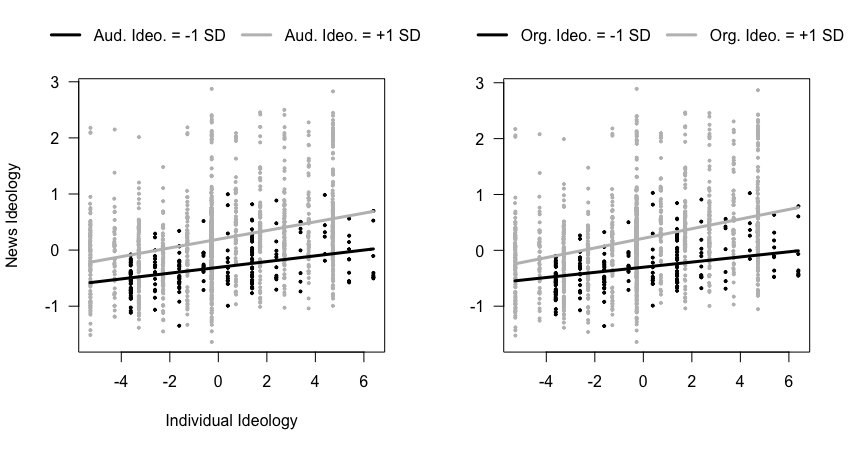 Aud. Ideo. = -1 SD Aud. Ideo. = +1 SD
Org. Ideo. = -1 SD Org. Ideo. = +1 SD
News Ideology
3
2
1
0
-1
-4 -2 0 2 4 6
Individual Ideology
3
2
1
0
-1
-4 -2 0 2 4 6